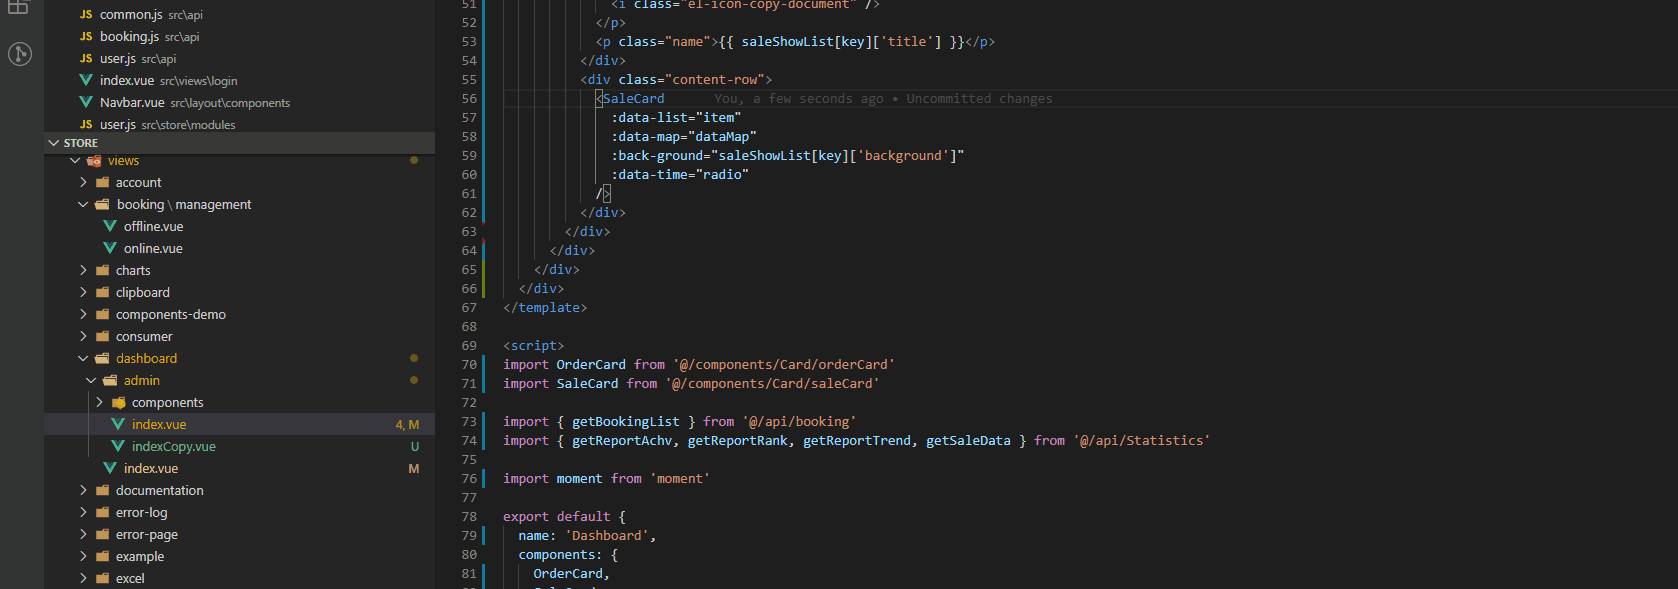 common.js src\api
booking.js src\api
user.js src\api
index.vue src\views\login
Navbar.vue src\layout\components
user.js src\store\modules
STORE
views
account
booking \ management
offline.vue
online.vue
charts
clipboard
components-demo
consumer
dashboard
admin
components
index.vue 4, M
indexCopy.vue U
index.vue M
documentation
error-log
error-page
example
excel
51 <i class="el-icon-copy-document" />
52 </p>
53 <p class="name">{{ saleShowList[key]['title'] }}</p>
54 </div>
55 <div class="content-row">
56 <SaleCard You, a few seconds ago • Uncommitted changes
57 :data-list="item"
58 :data-map="dataMap"
59 :back-ground="saleShowList[key]['background']"
60 :data-time="radio"
61 />
62 </div>
63 </div>
64 </div>
65 </div>
66 </div>
67 </template>
68
69 <script>
70 import OrderCard from '@/components/Card/orderCard'
71 import SaleCard from '@/components/Card/saleCard'
72
73 import { getBookingList } from '@/api/booking'
74 import { getReportAchv, getReportRank, getReportTrend, getSaleData } from '@/api/Statistics'
75
76 import moment from 'moment'
77
78 export default {
79 name: 'Dashboard',
80 components: {
81 OrderCard,